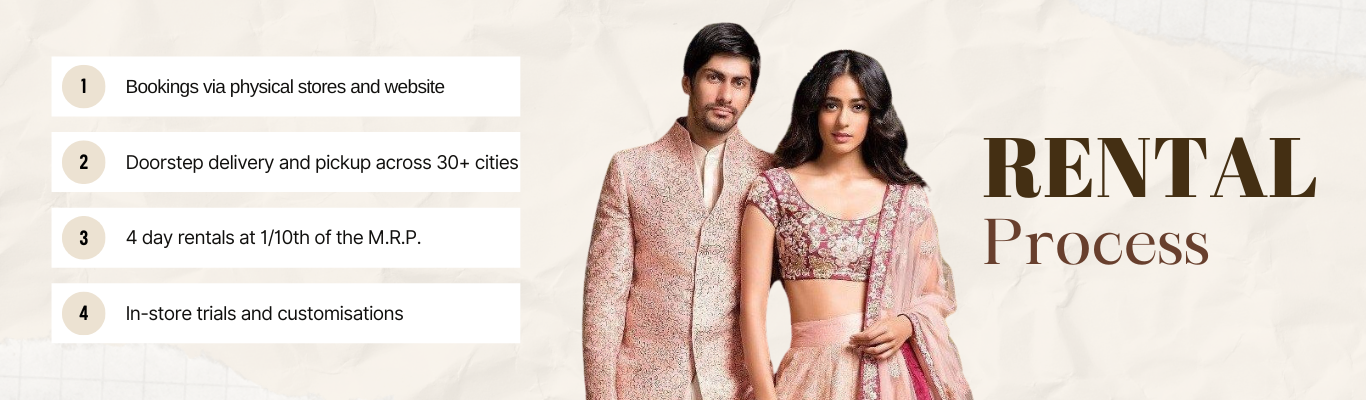 1 Bookings via physical stores and website
2 Doorstep delivery and pickup across 30+ cities
3 4 day rentals at 1/10th of the M.R.P.
4 In-store trials and customisations
RENTAL
Process